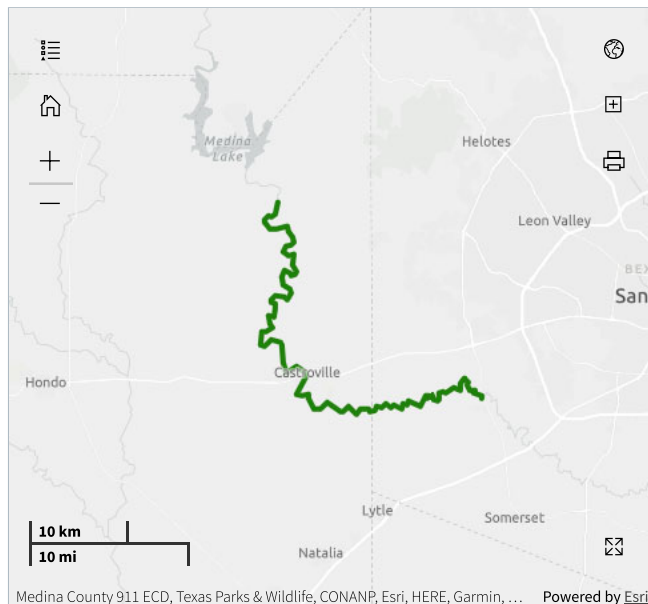 Medina
Lake
Helotes
Leon Valley
BEX
San
Castroville
Hondo
Lytle
Somerset
Natalia
10 km
10 mi
Medina County 911 ECD, Texas Parks & Wildlife, CONANP, Esri, HERE, Garmin, … Powered by Esri